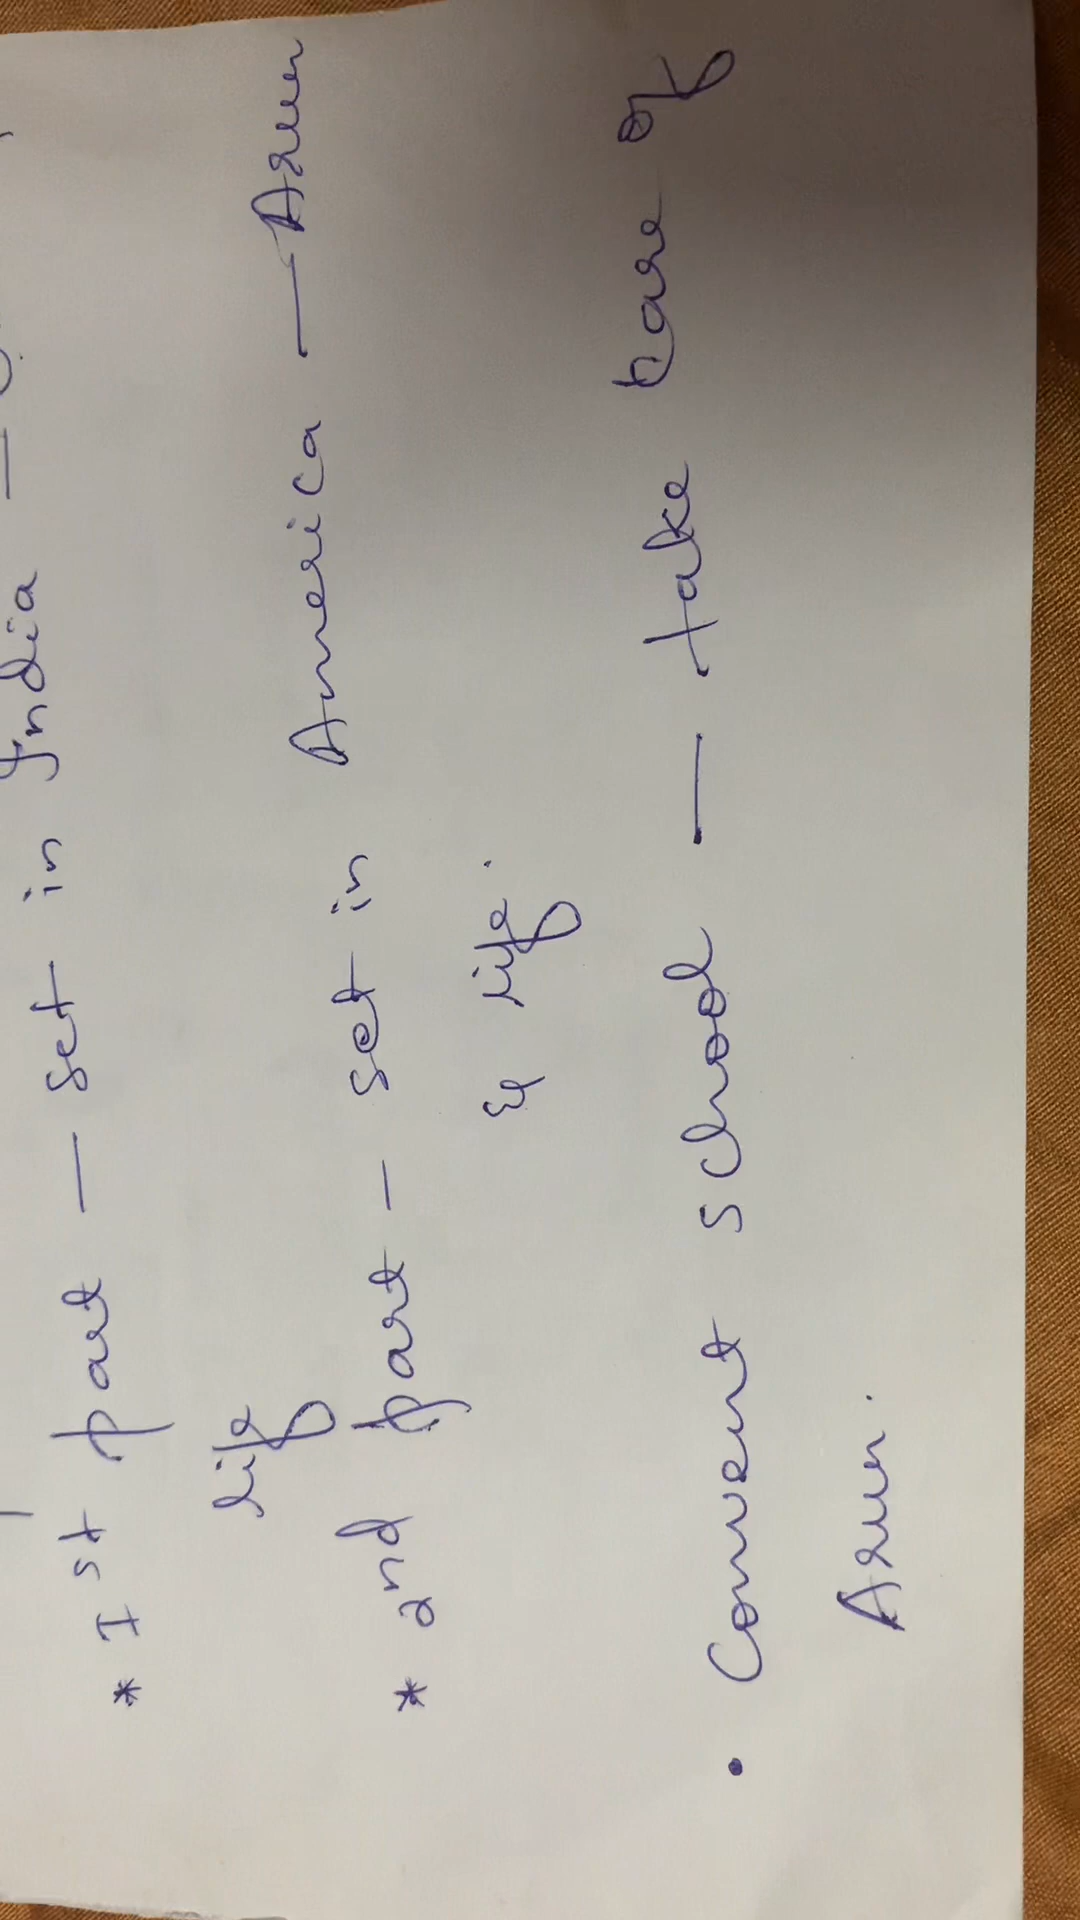 * Ist part — set in India —
life
* 2nd part — set in America — Arun
& life.
• Convent school — take care of
Arun.